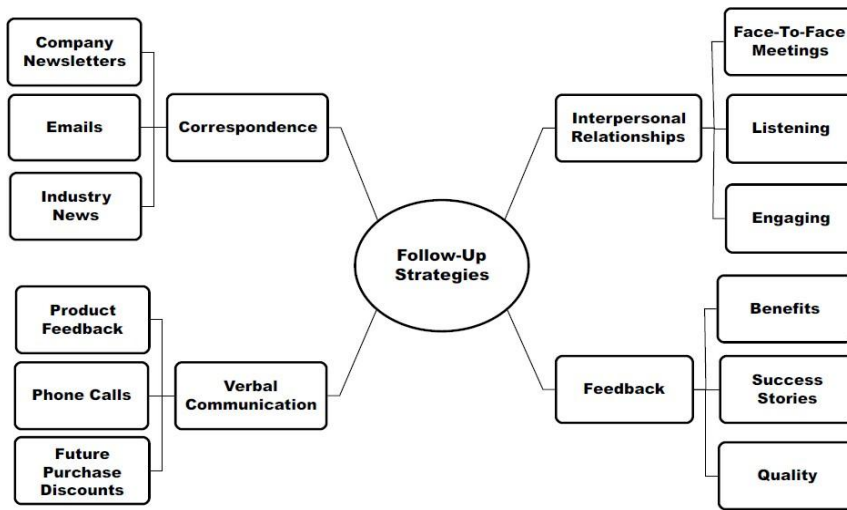 Company
Newsletters
Emails
Industry
News
Correspondence
Face-To-Face
Meetings
Interpersonal
Relationships
Listening
Engaging
Follow-Up
Strategies
Product
Feedback
Phone Calls
Future
Purchase
Discounts
Verbal
Communication
Benefits
Feedback
Success
Stories
Quality